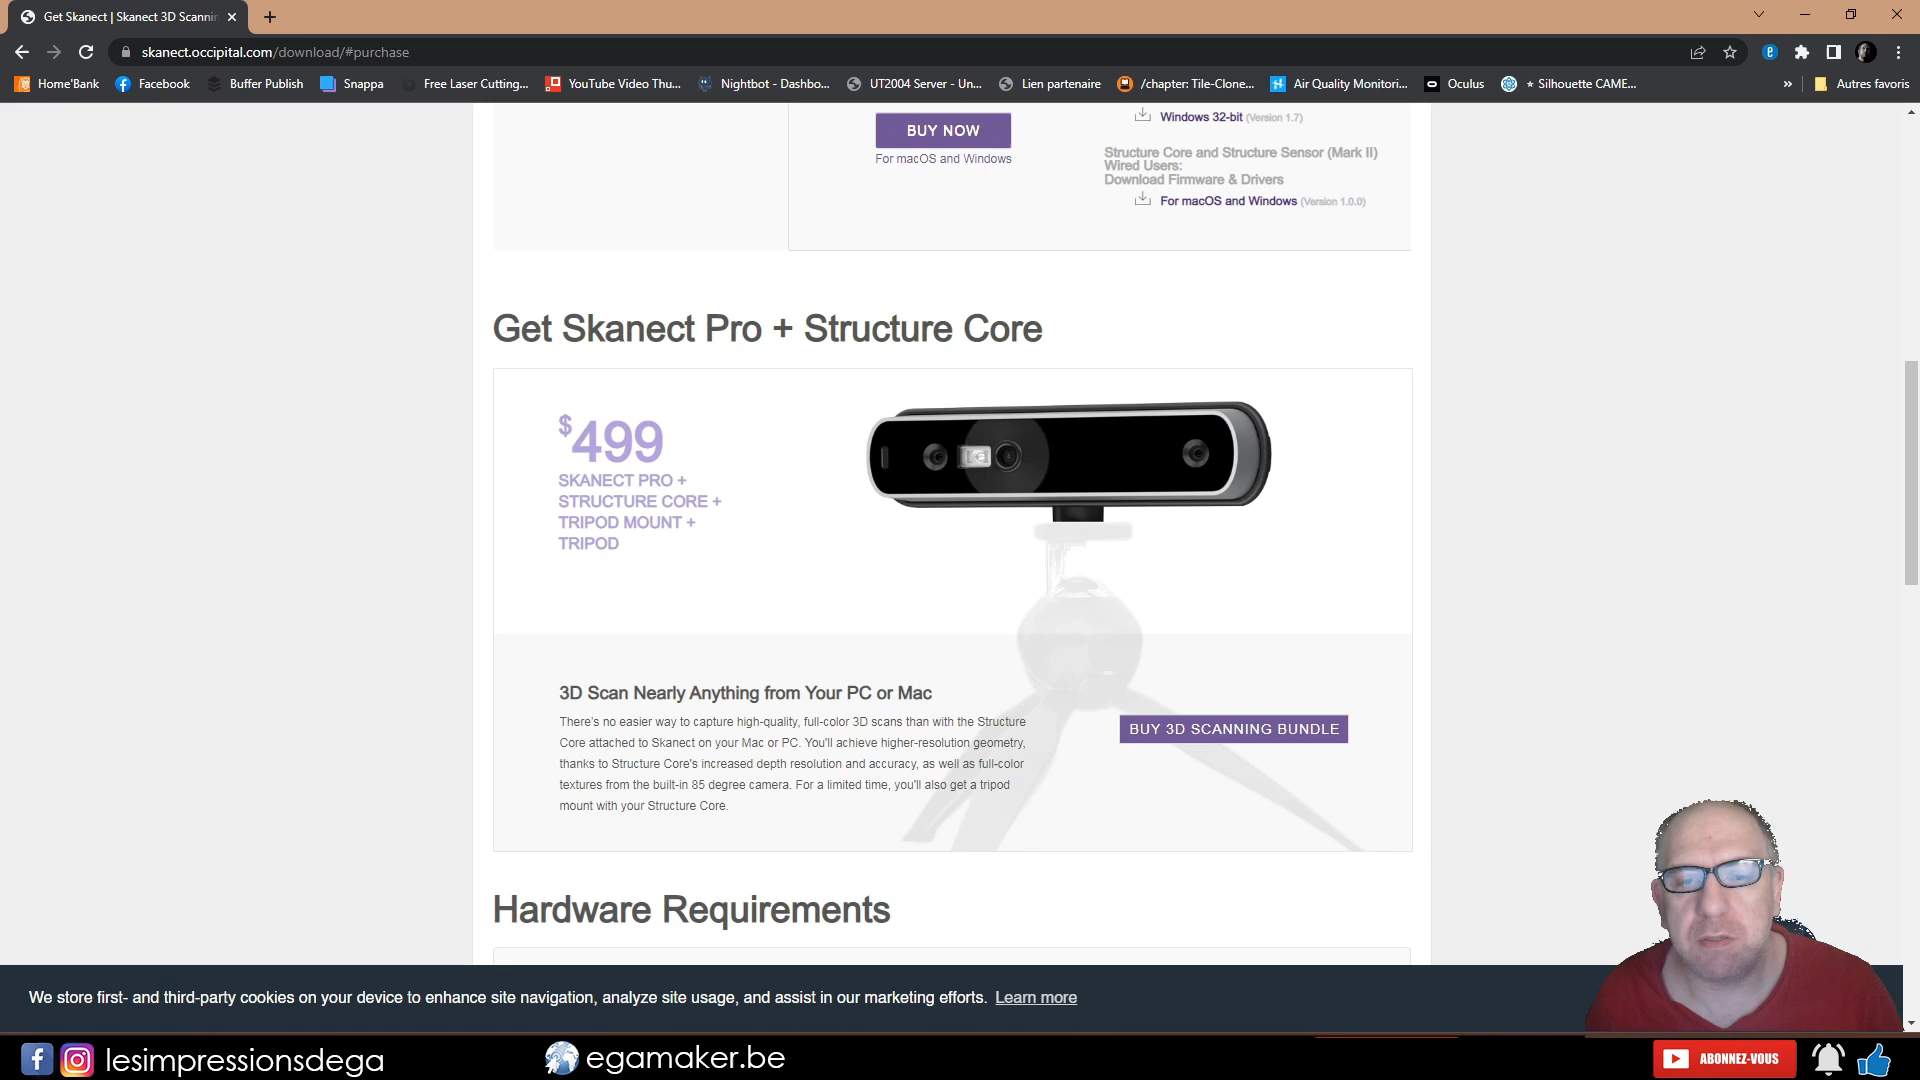 Get Skanect | Skanect 3D Scannin
skanect.occipital.com/download/#purchase
Home'Bank
Facebook
Buffer Publish
Snappa
Free Laser Cutting...
YouTube Video Thu...
Nightbot - Dashbo...
UT2004 Server - Un...
Lien partenaire
/chapter: Tile-Clone...
Air Quality Monitori...
Oculus
⭑ Silhouette CAME...
»
Autres favoris
BUY NOW
For macOS and Windows
Windows 32-bit (Version 1.7)
Structure Core and Structure Sensor (Mark II)
Wired Users:
Download Firmware & Drivers
For macOS and Windows (Version 1.0.0)
Get Skanect Pro + Structure Core
$499
SKANECT PRO +
STRUCTURE CORE +
TRIPOD MOUNT +
TRIPOD
3D Scan Nearly Anything from Your PC or Mac
There's no easier way to capture high-quality, full-color 3D scans than with the Structure
Core attached to Skanect on your Mac or PC. You'll achieve higher-resolution geometry,
thanks to Structure Core's increased depth resolution and accuracy, as well as full-color
textures from the built-in 85 degree camera. For a limited time, you'll also get a tripod
mount with your Structure Core.
BUY 3D SCANNING BUNDLE
Hardware Requirements
We store first- and third-party cookies on your device to enhance site navigation, analyze site usage, and assist in our marketing efforts. Learn more
lesimpressionsdega
egamaker.be
ABONNEZ-VOUS